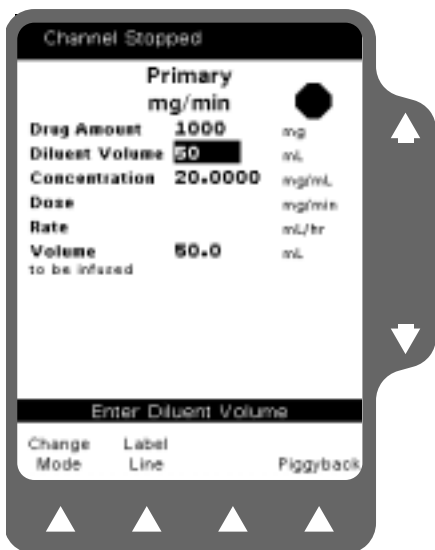 Channel Stopped
Primary
mg/min
Drug Amount 1000 mg
Diluent Volume 50 mL
Concentration 20.0000 mg/mL
Dose mg/min
Rate mL/hr
Volume 50.0 mL
to be infused
Enter Diluent Volume
Change Label
Mode Line Piggyback